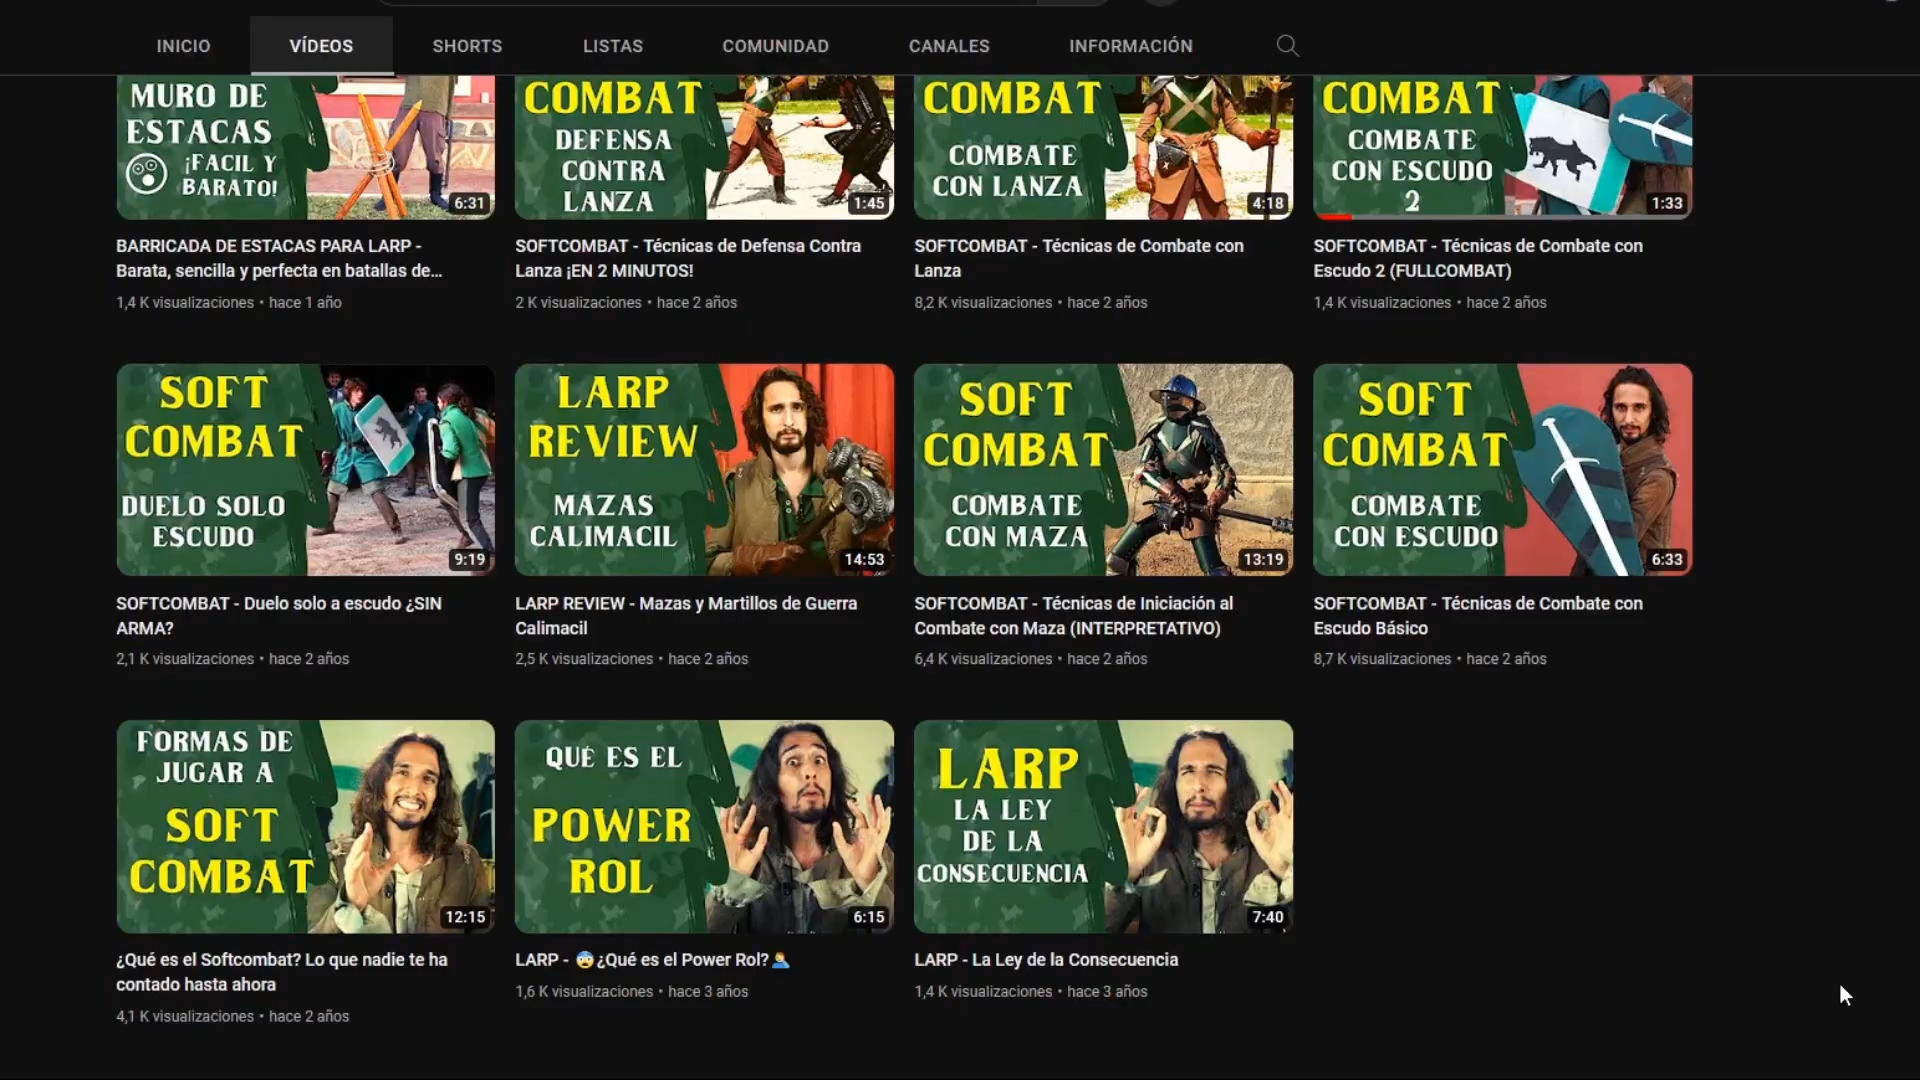 INICIO
VÍDEOS
SHORTS
LISTAS
COMUNIDAD
CANALES
INFORMACIÓN
MURO DE
ESTACAS
¡FACIL Y
BARATO!
6:31
COMBAT
DEFENSA
CONTRA
LANZA
1:45
COMBAT
COMBATE
CON LANZA
4:18
COMBAT
COMBATE
CON ESCUDO
2
1:33
BARRICADA DE ESTACAS PARA LARP -
Barata, sencilla y perfecta en batallas de...
1,4 K visualizaciones • hace 1 año
SOFTCOMBAT - Técnicas de Defensa Contra
Lanza ¡EN 2 MINUTOS!
2 K visualizaciones • hace 2 años
SOFTCOMBAT - Técnicas de Combate con
Lanza
8,2 K visualizaciones • hace 2 años
SOFTCOMBAT - Técnicas de Combate con
Escudo 2 (FULLCOMBAT)
1,4 K visualizaciones • hace 2 años
SOFT
COMBAT
DUELO SOLO
ESCUDO
9:19
LARP
REVIEW
MAZAS
CALIMACIL
14:53
SOFT
COMBAT
COMBATE
CON MAZA
13:19
SOFT
COMBAT
COMBATE
CON ESCUDO
6:33
SOFTCOMBAT - Duelo solo a escudo ¿SIN
ARMA?
2,1 K visualizaciones • hace 2 años
LARP REVIEW - Mazas y Martillos de Guerra
Calimacil
2,5 K visualizaciones • hace 2 años
SOFTCOMBAT - Técnicas de Iniciación al
Combate con Maza (INTERPRETATIVO)
6,4 K visualizaciones • hace 2 años
SOFTCOMBAT - Técnicas de Combate con
Escudo Básico
8,7 K visualizaciones • hace 2 años
FORMAS DE
JUGAR A
SOFT
COMBAT
12:15
QUÉ ES EL
POWER
ROL
6:15
LARP
LA LEY
DE LA
CONSECUENCIA
7:40
¿Qué es el Softcombat? Lo que nadie te ha
contado hasta ahora
4,1 K visualizaciones • hace 2 años
LARP - 😨¿Qué es el Power Rol?🤦‍♂️
1,6 K visualizaciones • hace 3 años
LARP - La Ley de la Consecuencia
1,4 K visualizaciones • hace 3 años